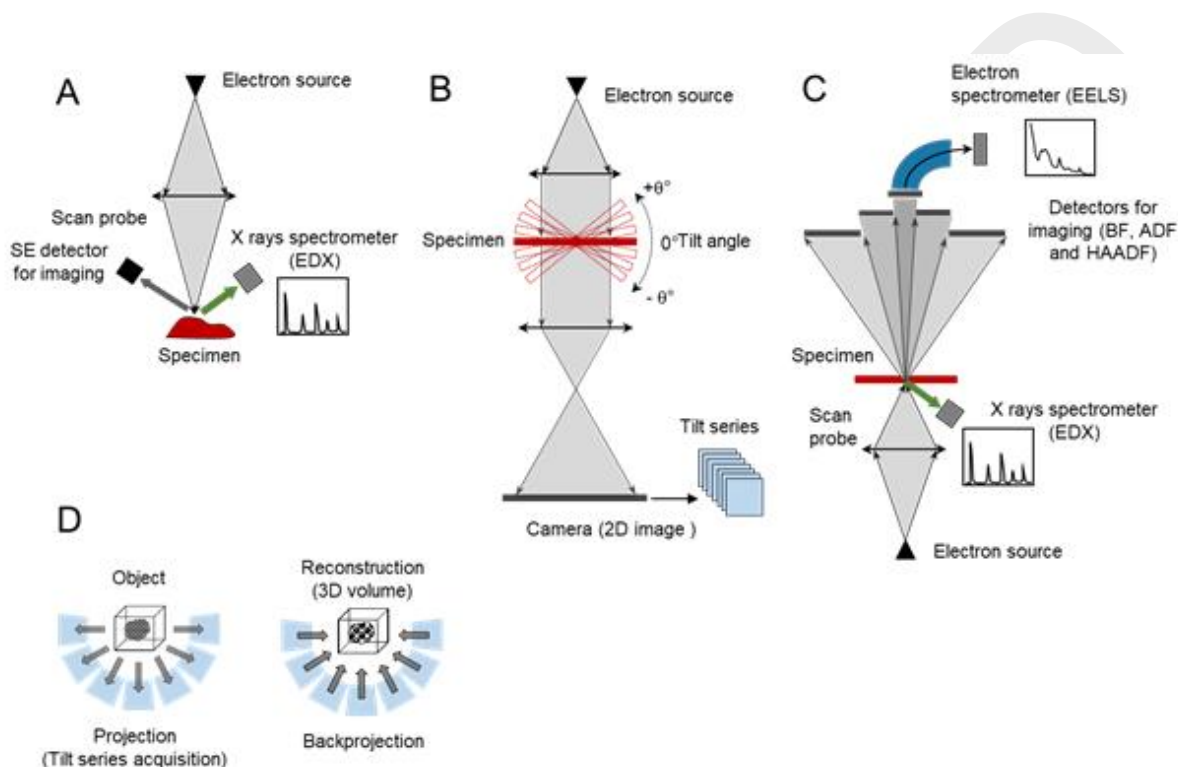 A
Electron source
Scan probe
SE detector
for imaging
X rays spectrometer
(EDX)
Specimen
B
Electron source
+θ°
Specimen
0°Tilt angle
- θ°
Tilt series
Camera (2D image )
C
Electron
spectrometer (EELS)
Detectors for
imaging (BF, ADF
and HAADF)
Specimen
Scan
probe
X rays spectrometer
(EDX)
Electron source
D
Object
Projection
(Tilt series acquisition)
Reconstruction
(3D volume)
Backprojection